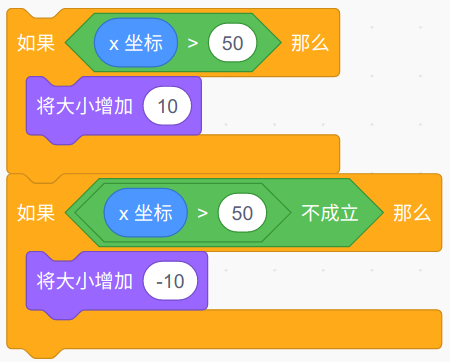 如果 x 坐标 > 50 那么
将大小增加 10
如果 x 坐标 > 50 不成立 那么
将大小增加 -10